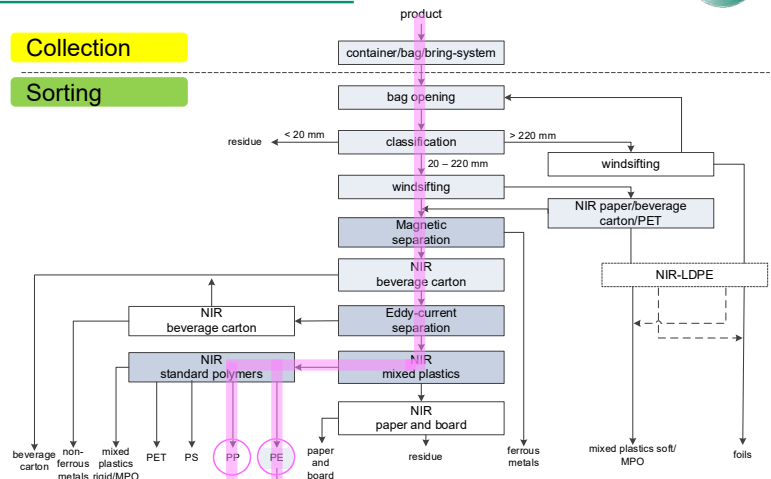 product
Collection
container/bag/bring-system
Sorting
bag opening
residue
< 20 mm
classification
> 220 mm
20 – 220 mm
windsifting
windsifting
NIR paper/beverage
carton/PET
Magnetic
separation
NIR
beverage carton
NIR-LDPE
NIR
beverage carton
Eddy-current
separation
NIR
standard polymers
NIR
mixed plastics
NIR
paper and board
beverage
carton
non-
ferrous
metals
mixed
plastics
rigid/MPO
PET
PS
PP
PE
paper
and
board
residue
ferrous
metals
mixed plastics soft/
MPO
foils